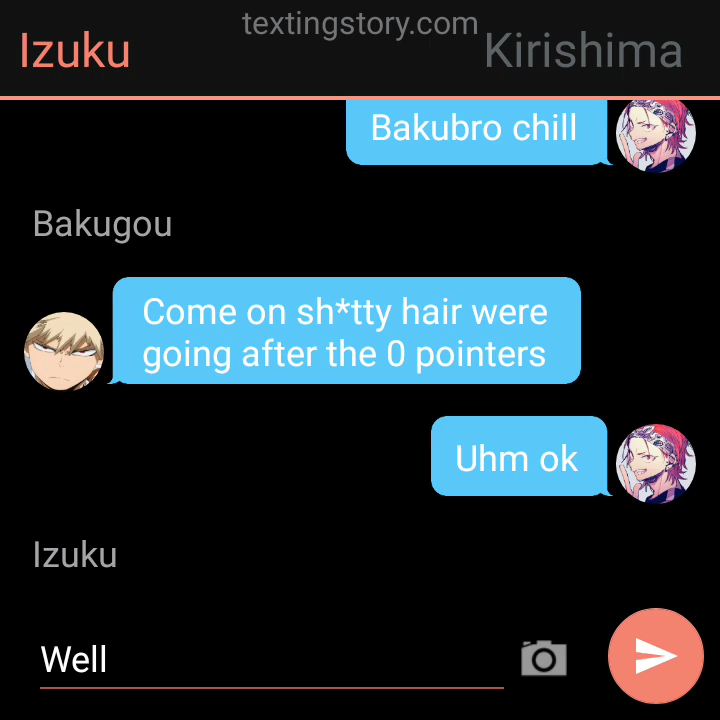 textingstory.com
Izuku
Kirishima
Bakubro chill
Bakugou
Come on sh*tty hair were
going after the 0 pointers
Uhm ok
Izuku
Well